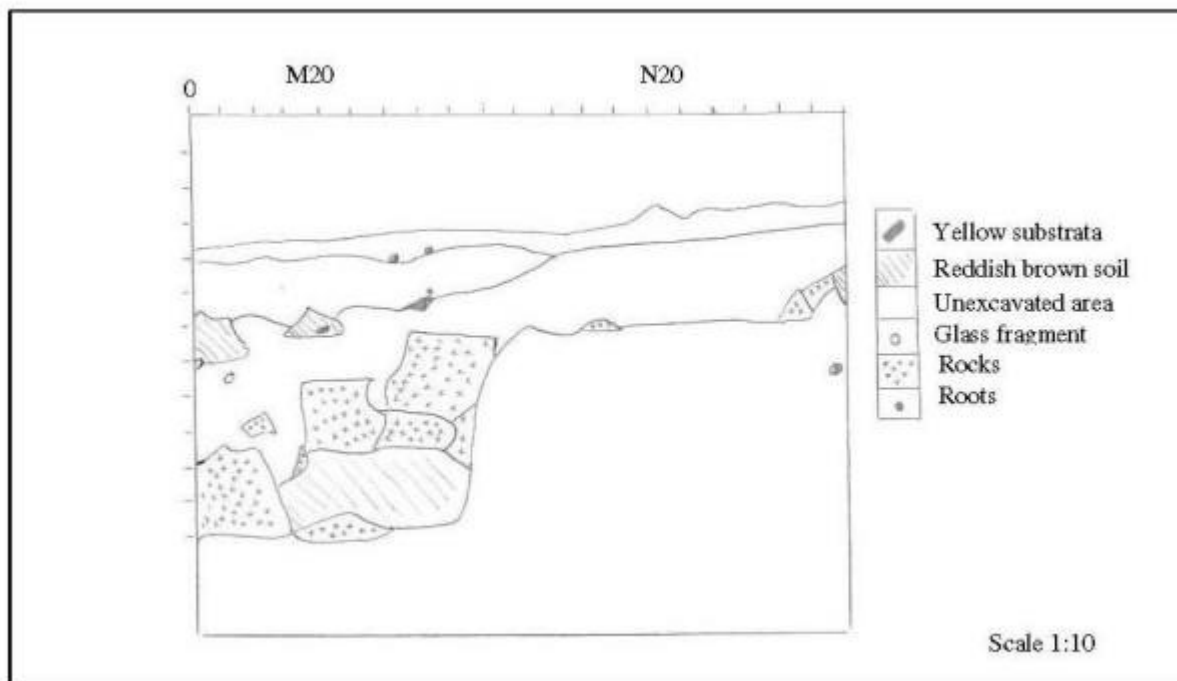 M20 N20
0
Yellow substrata
Reddish brown soil
Unexcavated area
Glass fragment
Rocks
Roots
Scale 1:10